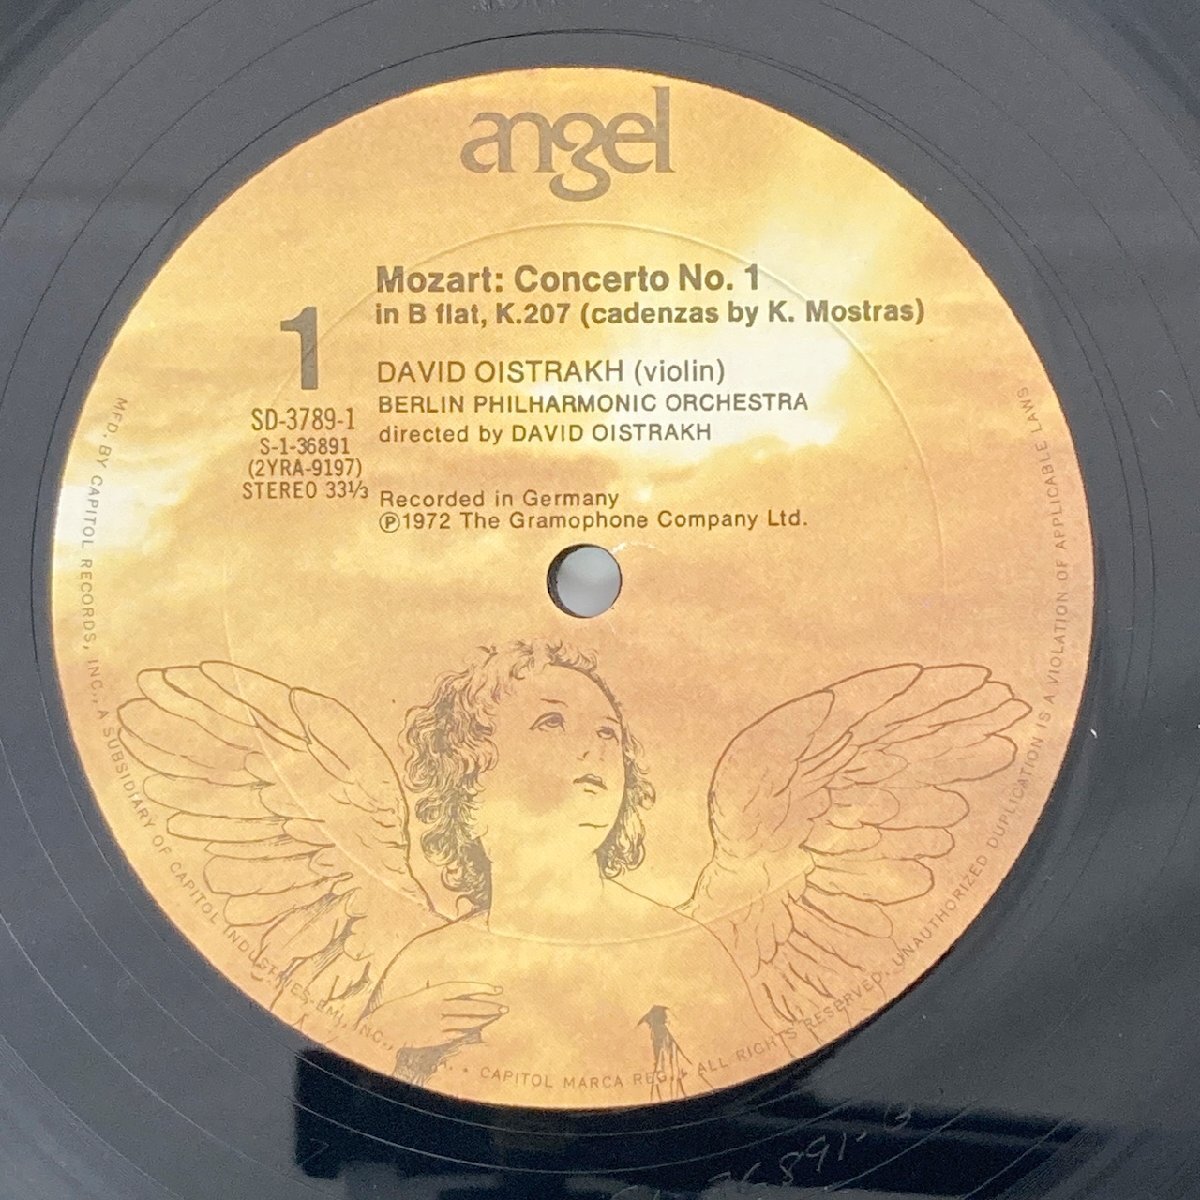 angel
Mozart: Concerto No. 1
in B flat, K.207 (cadenzas by K. Mostras)
1
SD-3789-1
S-1-36891
(2YRA-9197)
STEREO 33⅓
DAVID OISTRAKH (violin)
BERLIN PHILHARMONIC ORCHESTRA
directed by DAVID OISTRAKH
Recorded in Germany
℗1972 The Gramophone Company Ltd.
MFD. BY CAPITOL RECORDS, INC., A SUBSIDIARY OF CAPITOL INDUSTRIES-EMI, INC., • CAPITOL MARCA REG. • ALL RIGHTS RESERVED. UNAUTHORIZED DUPLICATION IS A VIOLATION OF APPLICABLE LAWS